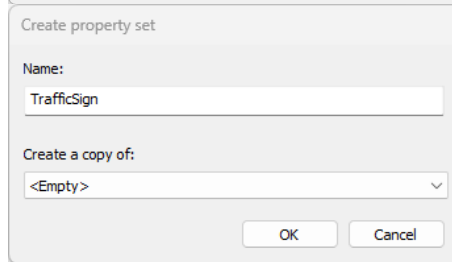 Create property set
Name:
TrafficSign
Create a copy of:
<Empty>
OK Cancel